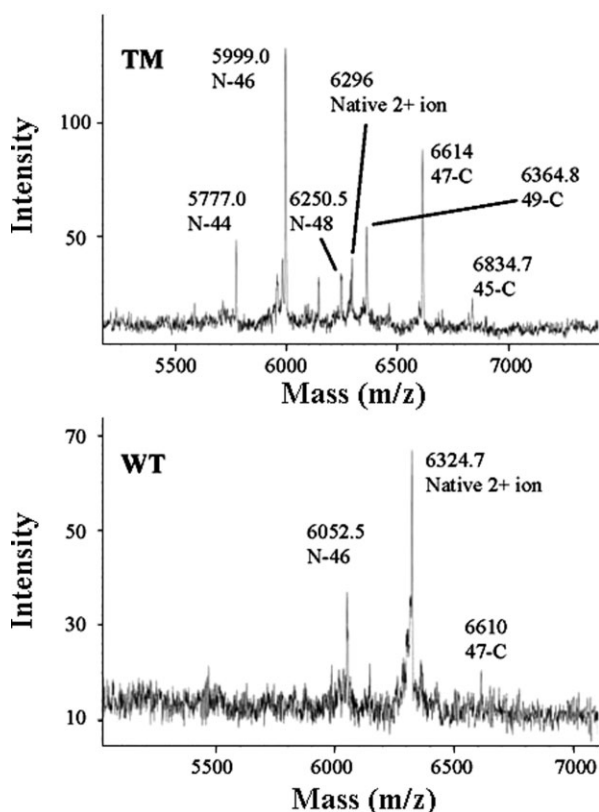 TM
5999.0
N-46
6296
Native 2+ ion
6614
47-C
6364.8
49-C
5777.0
N-44
6250.5
N-48
6834.7
45-C
100
50
Intensity
5500
6000
6500
7000
Mass (m/z)
WT
6324.7
Native 2+ ion
6052.5
N-46
6610
47-C
70
50
30
10
Intensity
5500
6000
6500
7000
Mass (m/z)